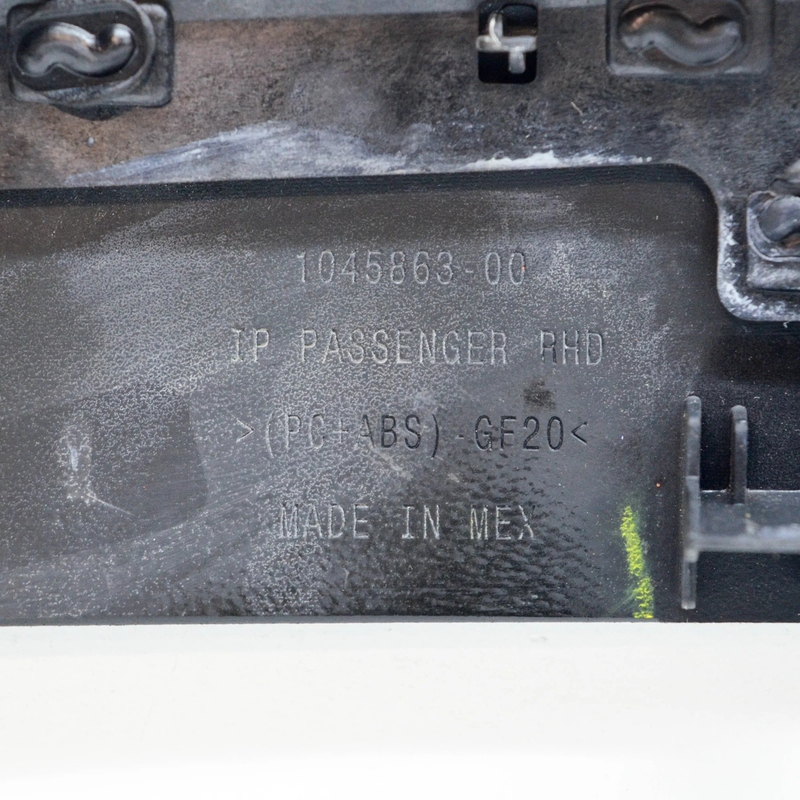 1045863-00
IP PASSENGER RHD
>(PC+ABS)-GF20<
MADE IN MEX